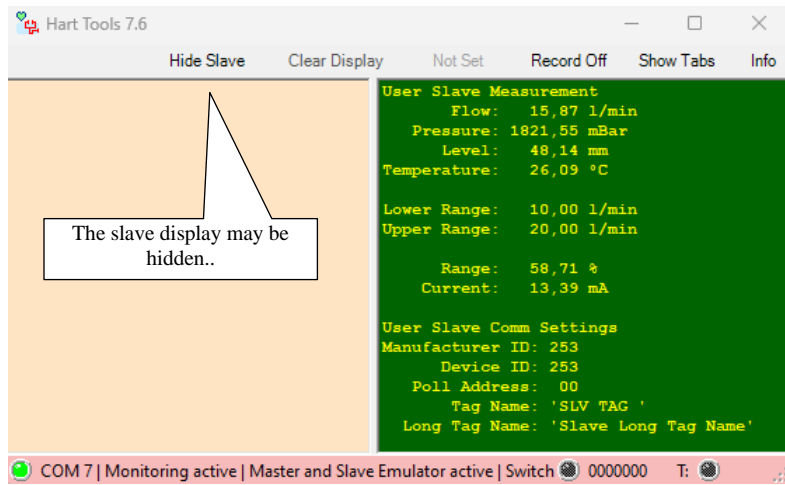 Hart Tools 7.6
Hide Slave Clear Display Not Set Record Off Show Tabs Info
The slave display may be
hidden..
User Slave Measurement
Flow: 15,87 l/min
Pressure: 1821,55 mBar
Level: 48,14 mm
Temperature: 26,09 °C
Lower Range: 10,00 l/min
Upper Range: 20,00 l/min
Range: 58,71 %
Current: 13,39 mA
User Slave Comm Settings
Manufacturer ID: 253
Device ID: 253
Poll Address: 00
Tag Name: 'SLV TAG '
Long Tag Name: 'Slave Long Tag Name'
COM 7 | Monitoring active | Master and Slave Emulator active | Switch 0000000 T: